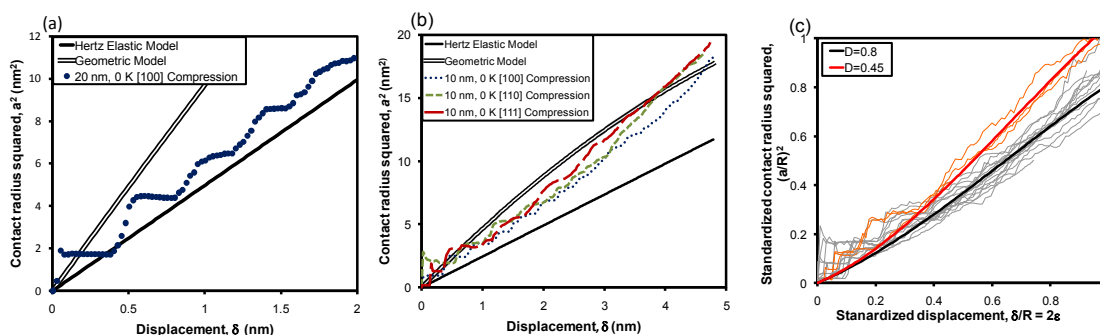 (a)
Contact radius squared, a² (nm²)
12
10
8
6
4
2
0
Hertz Elastic Model
Geometric Model
20 nm, 0 K [100] Compression
0
0.5
1
1.5
2
Displacement, δ (nm)
(b)
Contact radius squared, a² (nm²)
20
15
10
5
0
Hertz Elastic Model
Geometric Model
10 nm, 0 K [100] Compression
10 nm, 0 K [110] Compression
10 nm, 0 K [111] Compression
0
1
2
3
4
5
Displacement, δ (nm)
(c)
Standardized contact radius squared,
(a/R)²
1
0.8
0.6
0.4
0.2
0
D=0.8
D=0.45
0
0.2
0.4
0.6
0.8
Stanardized displacement, δ/R = 2ε